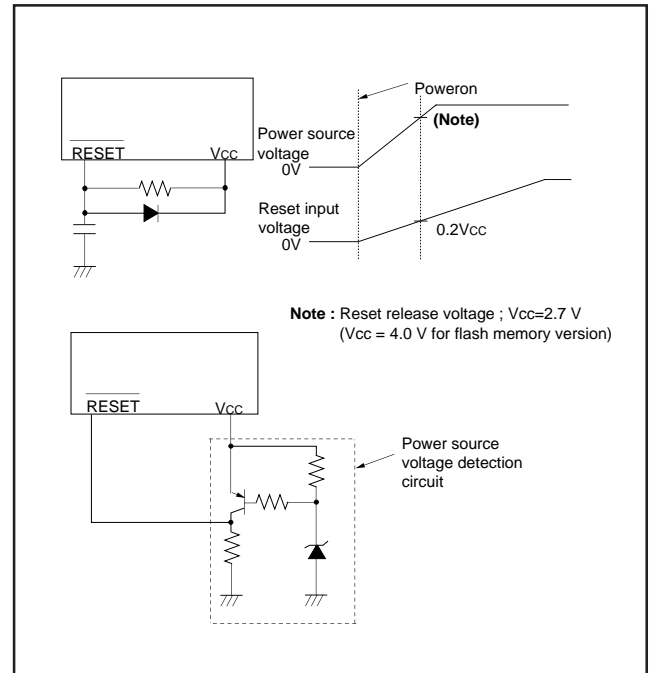 Poweron
(Note)
RESET
Vcc
Power source
voltage
0V
Reset input
voltage
0V
0.2Vcc
Note : Reset release voltage ; Vcc=2.7 V
(Vcc = 4.0 V for flash memory version)
RESET
Vcc
Power source
voltage detection
circuit